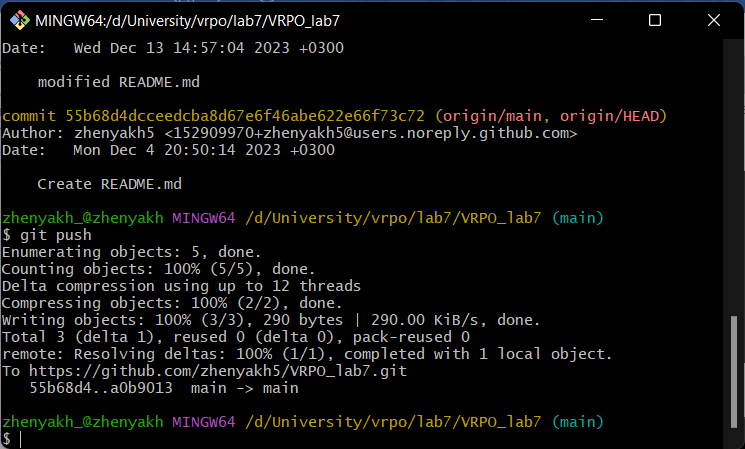 MINGW64:/d/University/vrpo/lab7/VRPO_lab7
Date:   Wed Dec 13 14:57:04 2023 +0300
    modified README.md
commit 55b68d4dcceedcba8d67e6f46abe622e66f73c72 (origin/main, origin/HEAD)
Author: zhenyakh5 <152909970+zhenyakh5@users.noreply.github.com>
Date:   Mon Dec 4 20:50:14 2023 +0300
    Create README.md
zhenyakh_@zhenyakh MINGW64 /d/University/vrpo/lab7/VRPO_lab7 (main)
$ git push
Enumerating objects: 5, done.
Counting objects: 100% (5/5), done.
Delta compression using up to 12 threads
Compressing objects: 100% (2/2), done.
Writing objects: 100% (3/3), 290 bytes | 290.00 KiB/s, done.
Total 3 (delta 1), reused 0 (delta 0), pack-reused 0
remote: Resolving deltas: 100% (1/1), completed with 1 local object.
To https://github.com/zhenyakh5/VRPO_lab7.git
   55b68d4..a0b9013  main -> main
zhenyakh_@zhenyakh MINGW64 /d/University/vrpo/lab7/VRPO_lab7 (main)
$